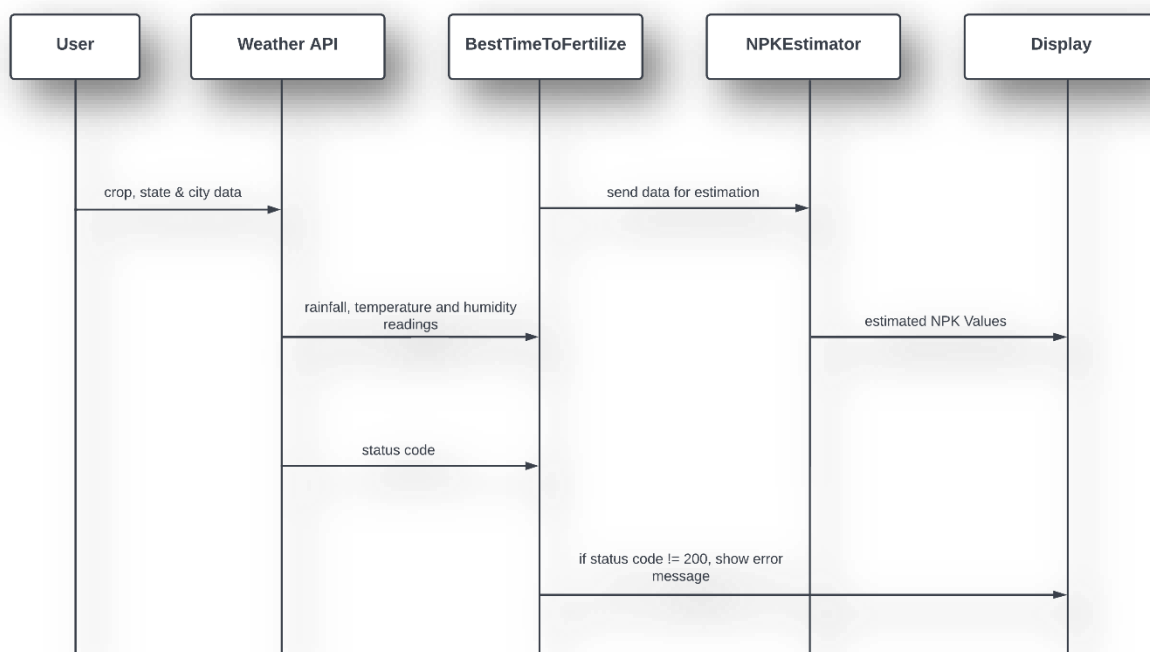 User
Weather API
BestTimeToFertilize
NPKEstimator
Display
crop, state & city data
send data for estimation
rainfall, temperature and humidity
readings
estimated NPK Values
status code
if status code != 200, show error
message